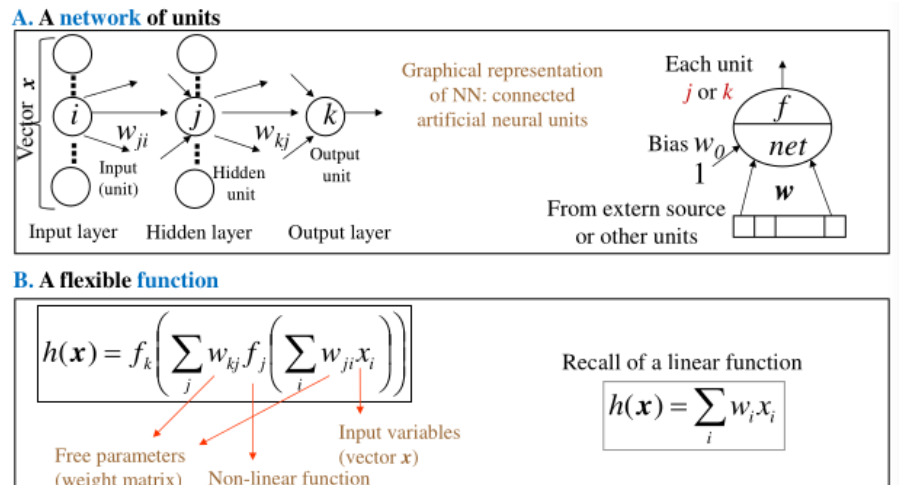 A. A network of units
Vector x
i
j
k
w_ji
w_kj
Input
(unit)
Hidden
unit
Output
unit
Input layer
Hidden layer
Output layer
Graphical representation
of NN: connected
artificial neural units
Each unit
j or k
f
net
Bias w_0
1
w
From extern source
or other units
B. A flexible function
h(x) = f_k(∑_j w_kj f_j(∑_i w_ji x_i))
Free parameters
(weight matrix)
Non-linear function
Input variables
(vector x)
Recall of a linear function
h(x) = ∑_i w_i x_i